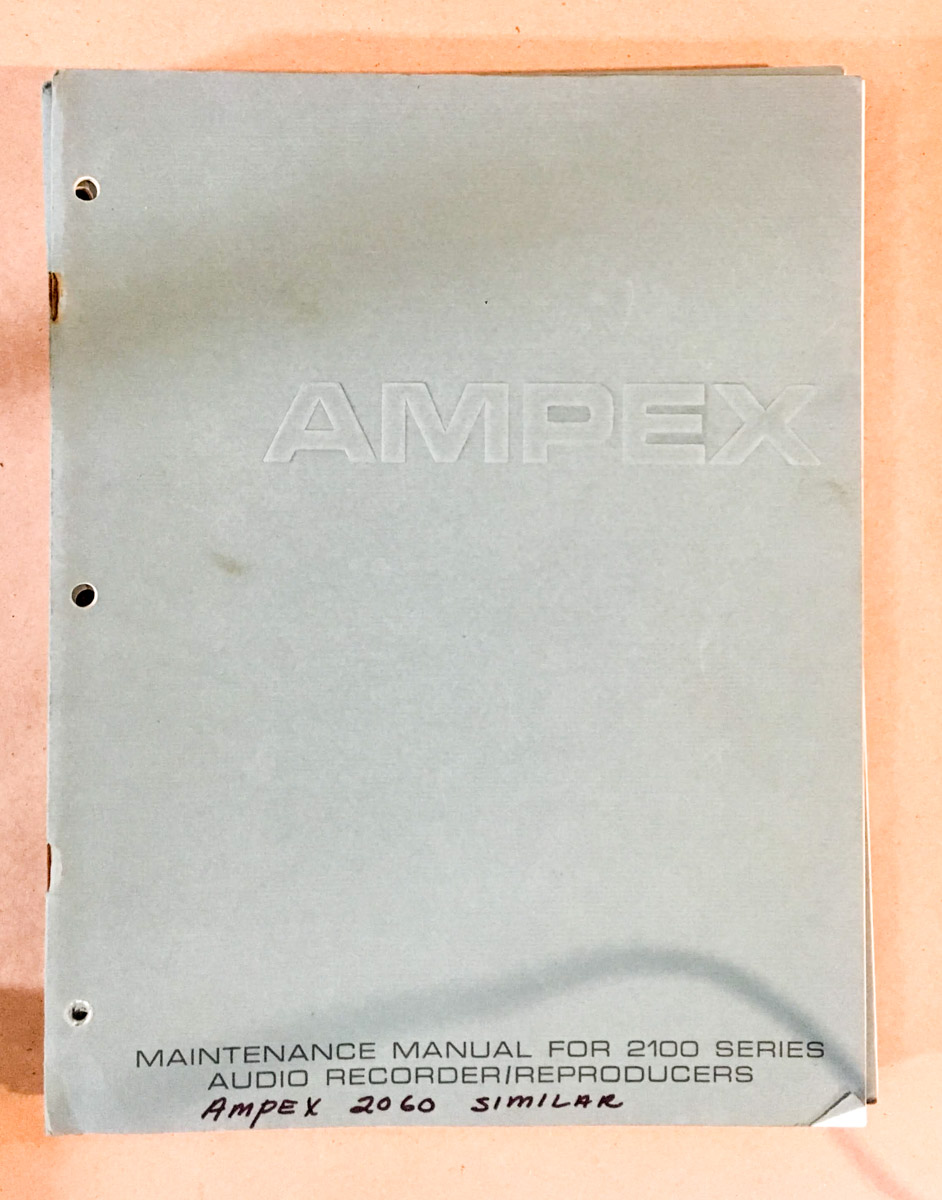 AMPEX
MAINTENANCE MANUAL FOR 2100 SERIES
AUDIO RECORDER/REPRODUCERS
AMPEX 2060 SIMILAR